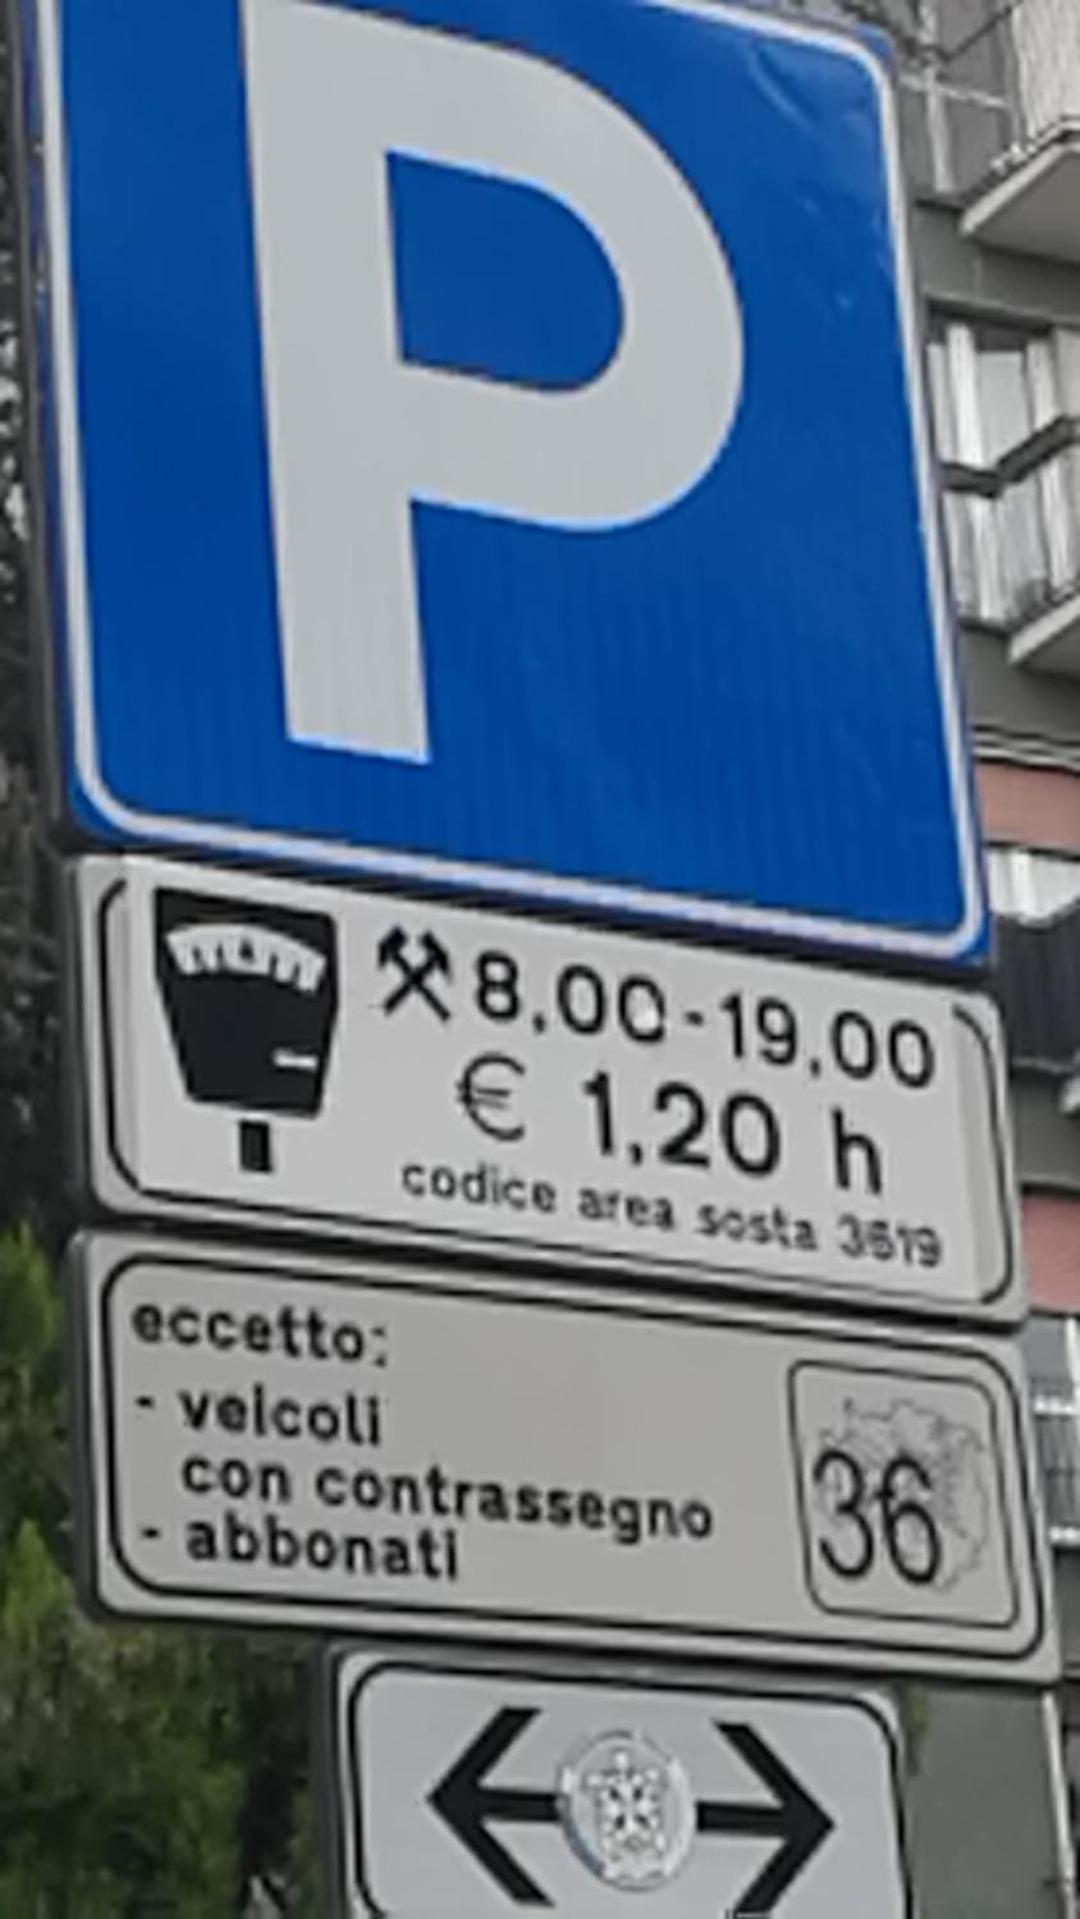 P
8,00-19,00
€ 1,20 h
codice area sosta 3619
eccetto:
- veicoli
con contrassegno
- abbonati
36